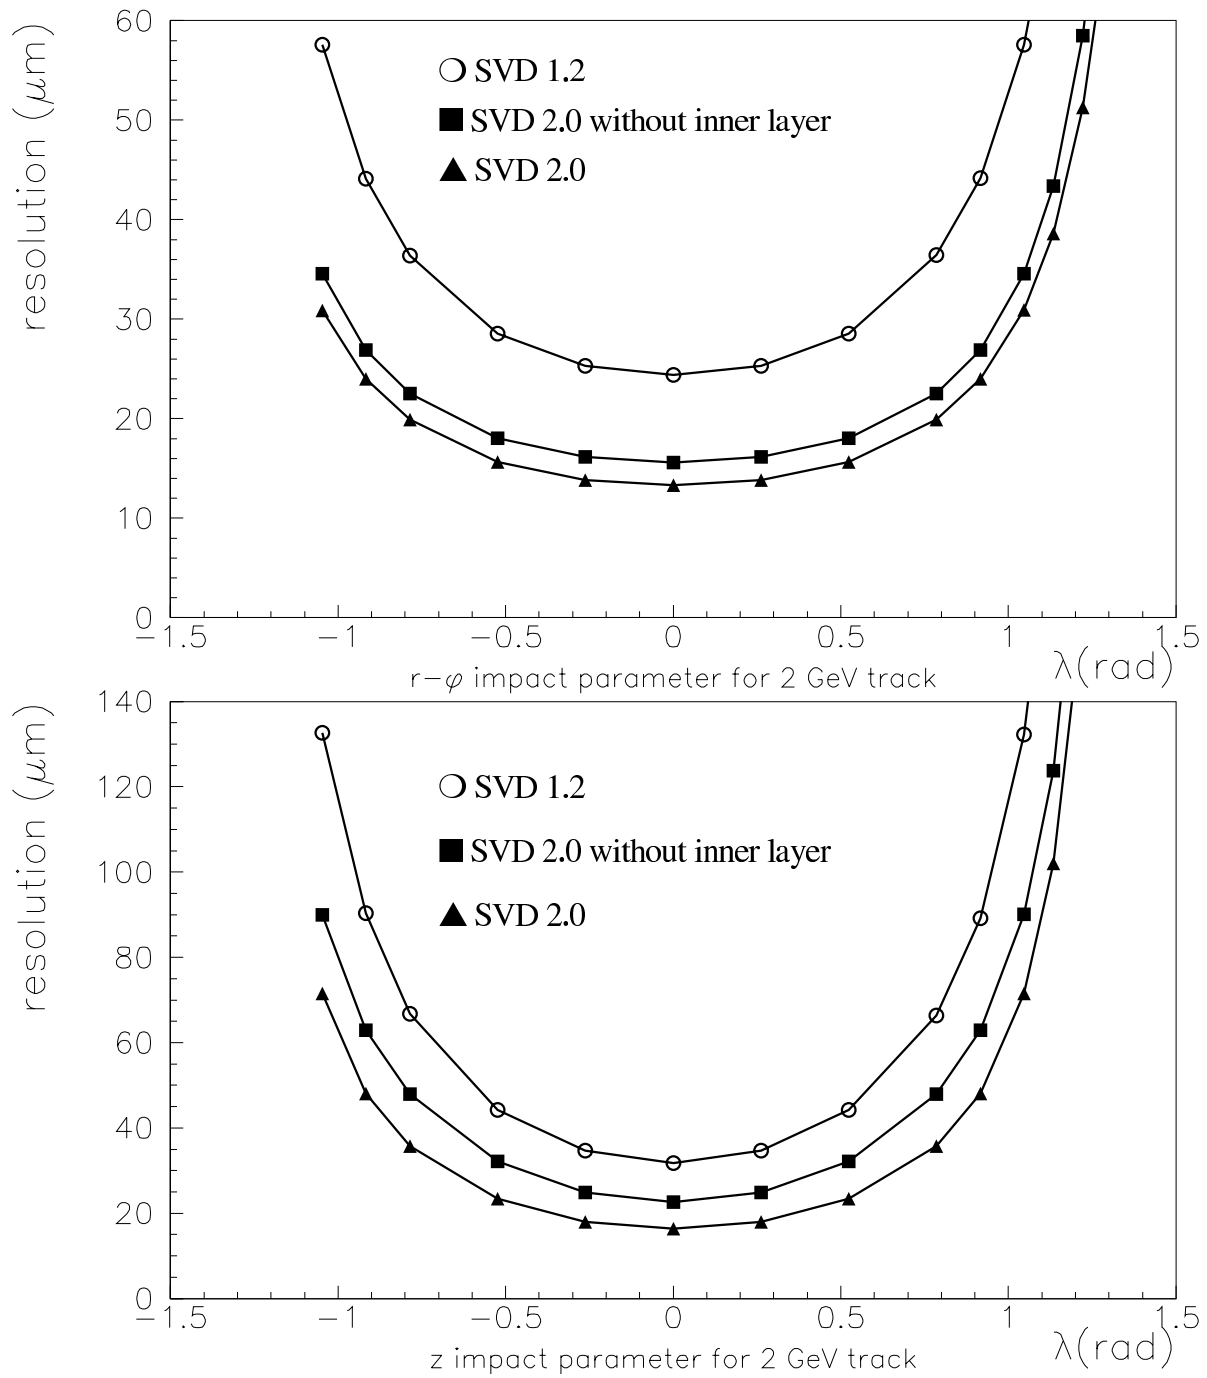 resolution (μm)
60
50
40
30
20
10
0
○ SVD 1.2
■ SVD 2.0 without inner layer
▲ SVD 2.0
−1.5 −1 −0.5 0 0.5 1 1.5
λ(rad)
r−φ impact parameter for 2 GeV track
resolution (μm)
140
120
100
80
60
40
20
0
○ SVD 1.2
■ SVD 2.0 without inner layer
▲ SVD 2.0
−1.5 −1 −0.5 0 0.5 1 1.5
λ(rad)
z impact parameter for 2 GeV track